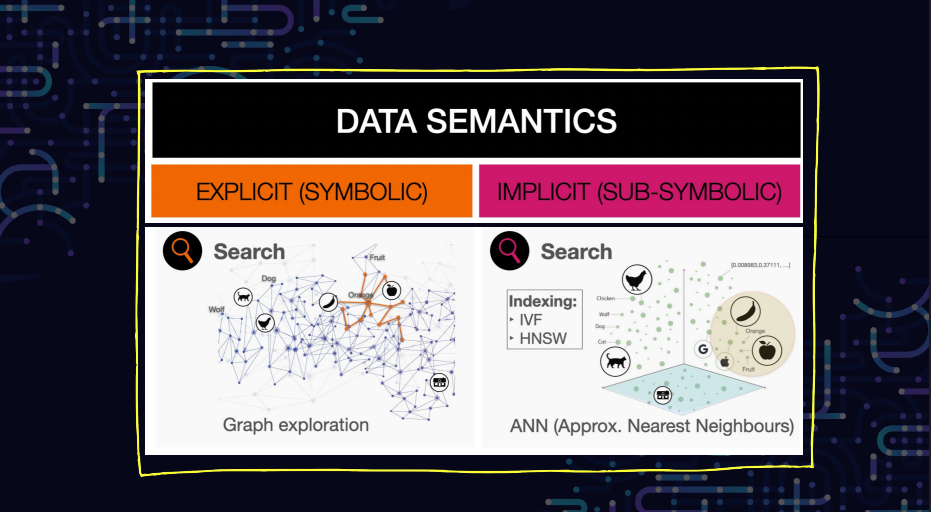 DATA SEMANTICS
EXPLICIT (SYMBOLIC)
IMPLICIT (SUB-SYMBOLIC)
Search
Fruit
Dog
Orange
Wolf
Graph exploration
Search
[0.008983,0.37111, ...]
Indexing:
‣ IVF
‣ HNSW
Chicken
Wolf
Dog
Cat
Orange
G
Fruit
ANN (Approx. Nearest Neighbours)